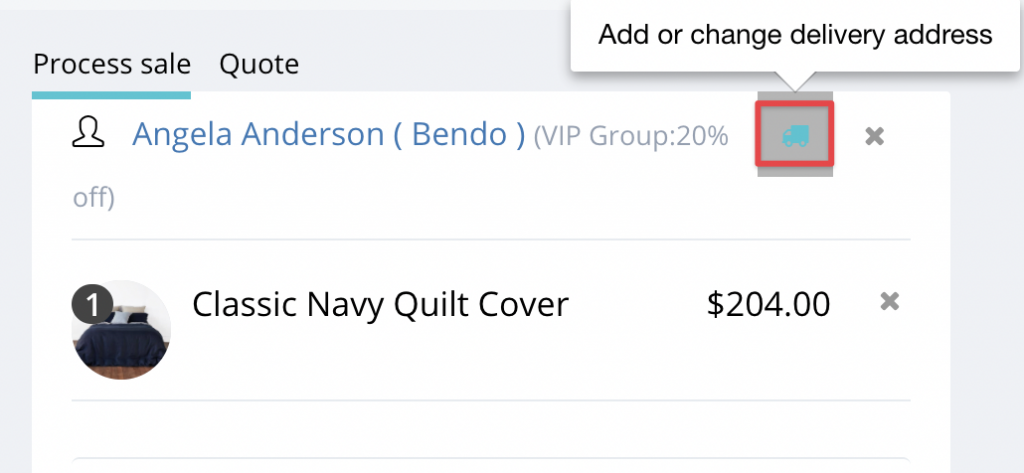 Add or change delivery address
Process sale Quote
Angela Anderson ( Bendo ) (VIP Group:20%
off)
1 Classic Navy Quilt Cover $204.00